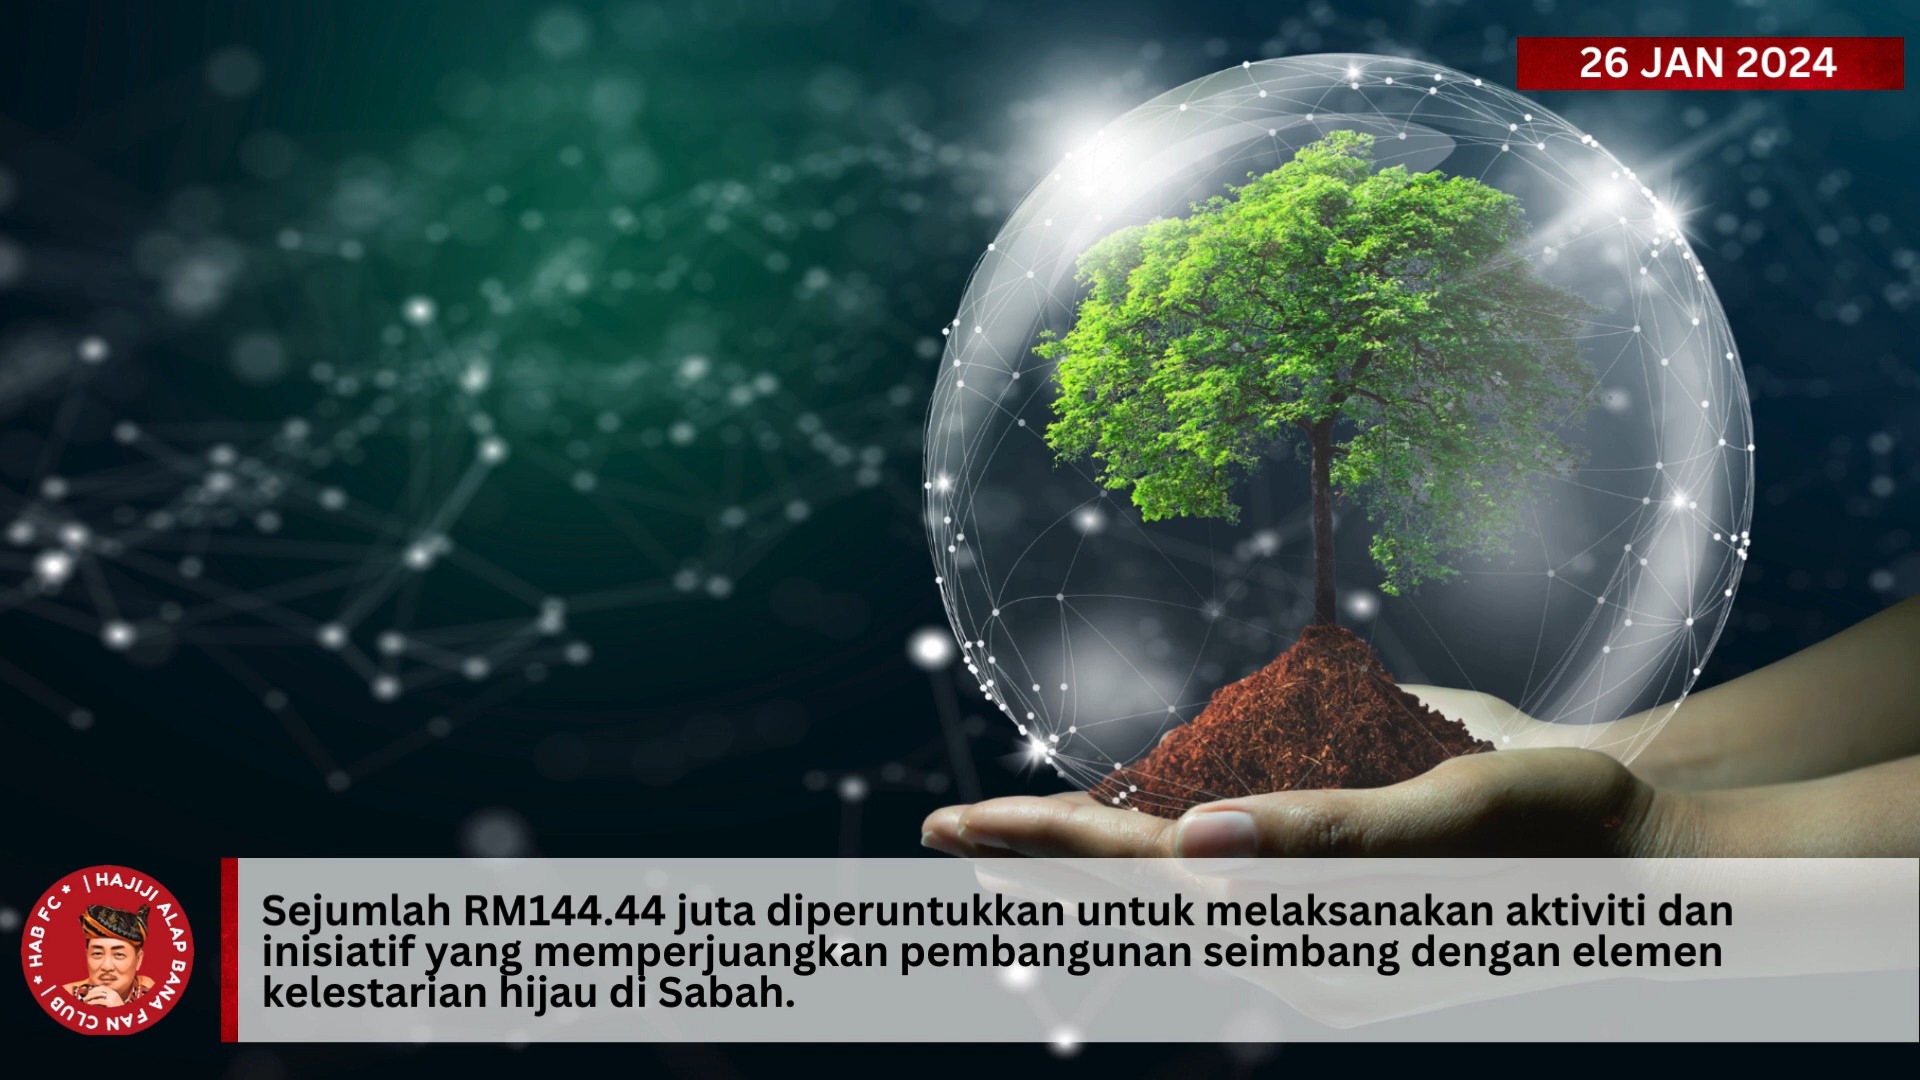 26 JAN 2024
Sejumlah RM144.44 juta diperuntukkan untuk melaksanakan aktiviti dan
inisiatif yang memperjuangkan pembangunan seimbang dengan elemen
kelestarian hijau di Sabah.
| HAJIJI ALAP BANA FAN CLUB | * HAB FC *